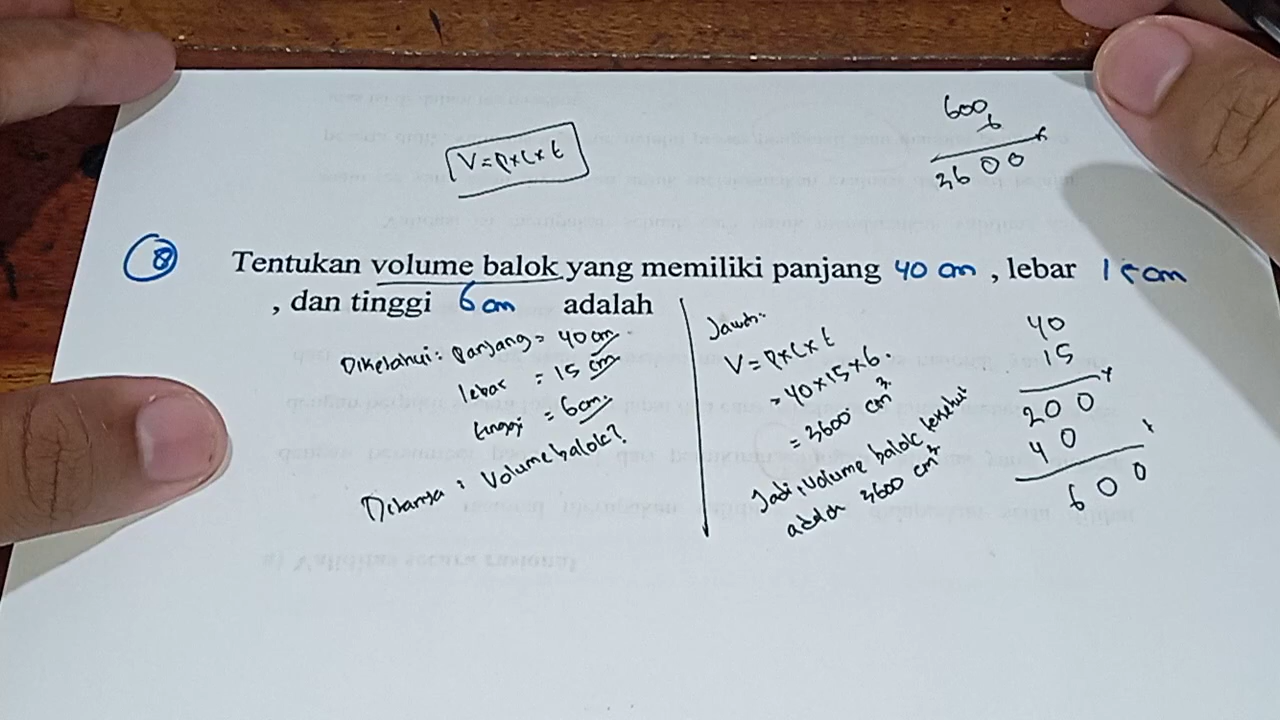 V = p x l x t
600
6 x
3600
8 Tentukan volume balok yang memiliki panjang 40 cm , lebar 15 cm
, dan tinggi 6 cm adalah
Diketahui : Panjang = 40 cm
lebar = 15 cm
tinggi = 6 cm
Ditanya : Volume balok?
Jawab:
V = p x l x t
= 40 x 15 x 6.
= 3600 cm³
Jadi, volume balok tersebut
adalah 3600 cm³
40
15 x
200
40 +
600